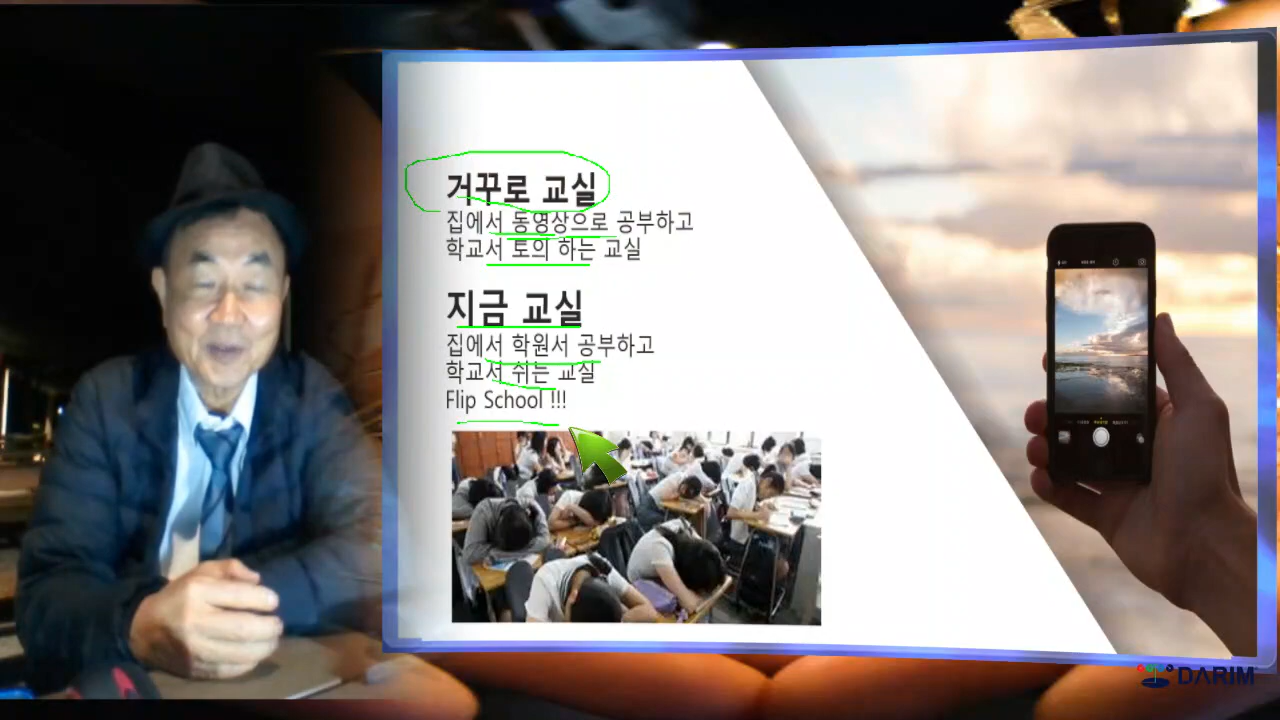 거꾸로 교실
집에서 동영상으로 공부하고
학교서 토의 하는 교실
지금 교실
집에서 학원서 공부하고
학교서 쉬는 교실
Flip School !!!
DARIM